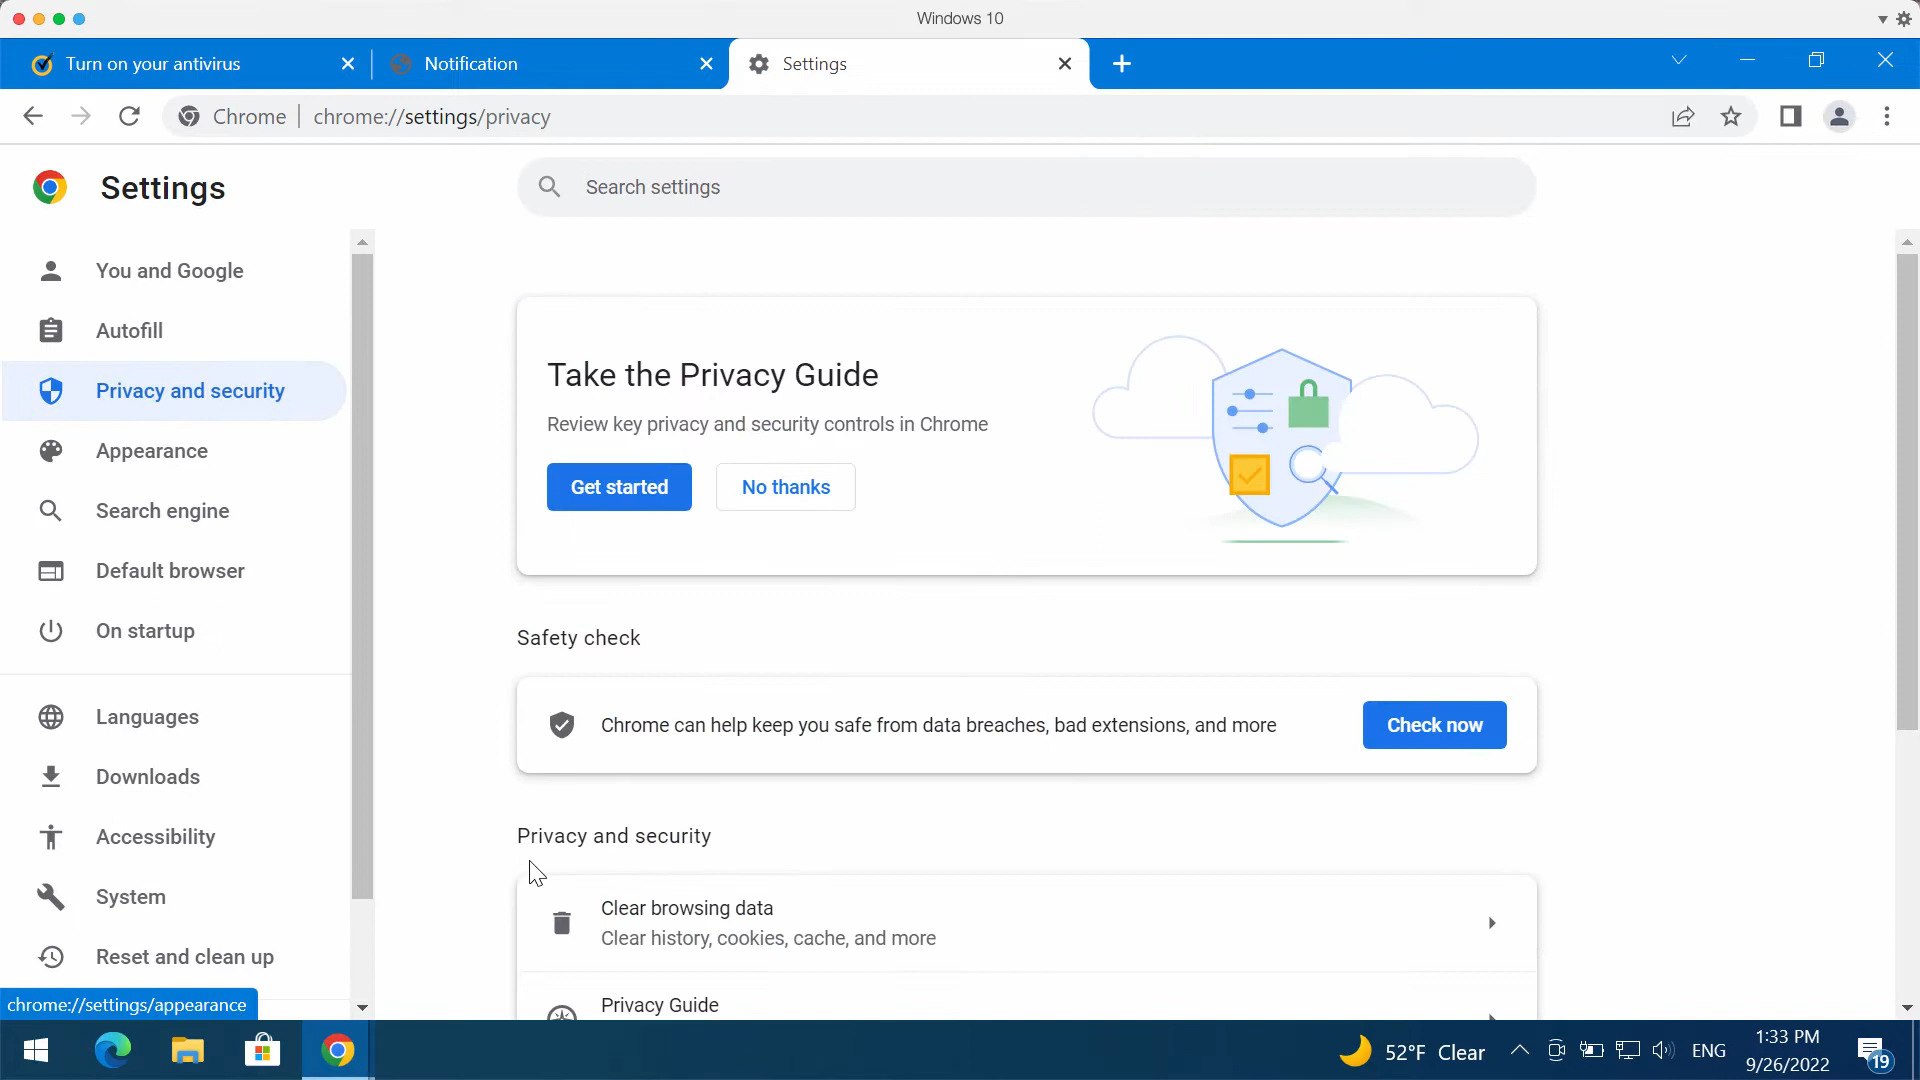 Windows 10
Turn on your antivirus
Notification
Settings
Chrome
chrome://settings/privacy
Settings
Search settings
You and Google
Autofill
Privacy and security
Appearance
Search engine
Default browser
On startup
Languages
Downloads
Accessibility
System
Reset and clean up
chrome://settings/appearance
Take the Privacy Guide
Review key privacy and security controls in Chrome
Get started
No thanks
Safety check
Chrome can help keep you safe from data breaches, bad extensions, and more
Check now
Privacy and security
Clear browsing data
Clear history, cookies, cache, and more
Privacy Guide
52°F Clear
ENG
1:33 PM
9/26/2022
19